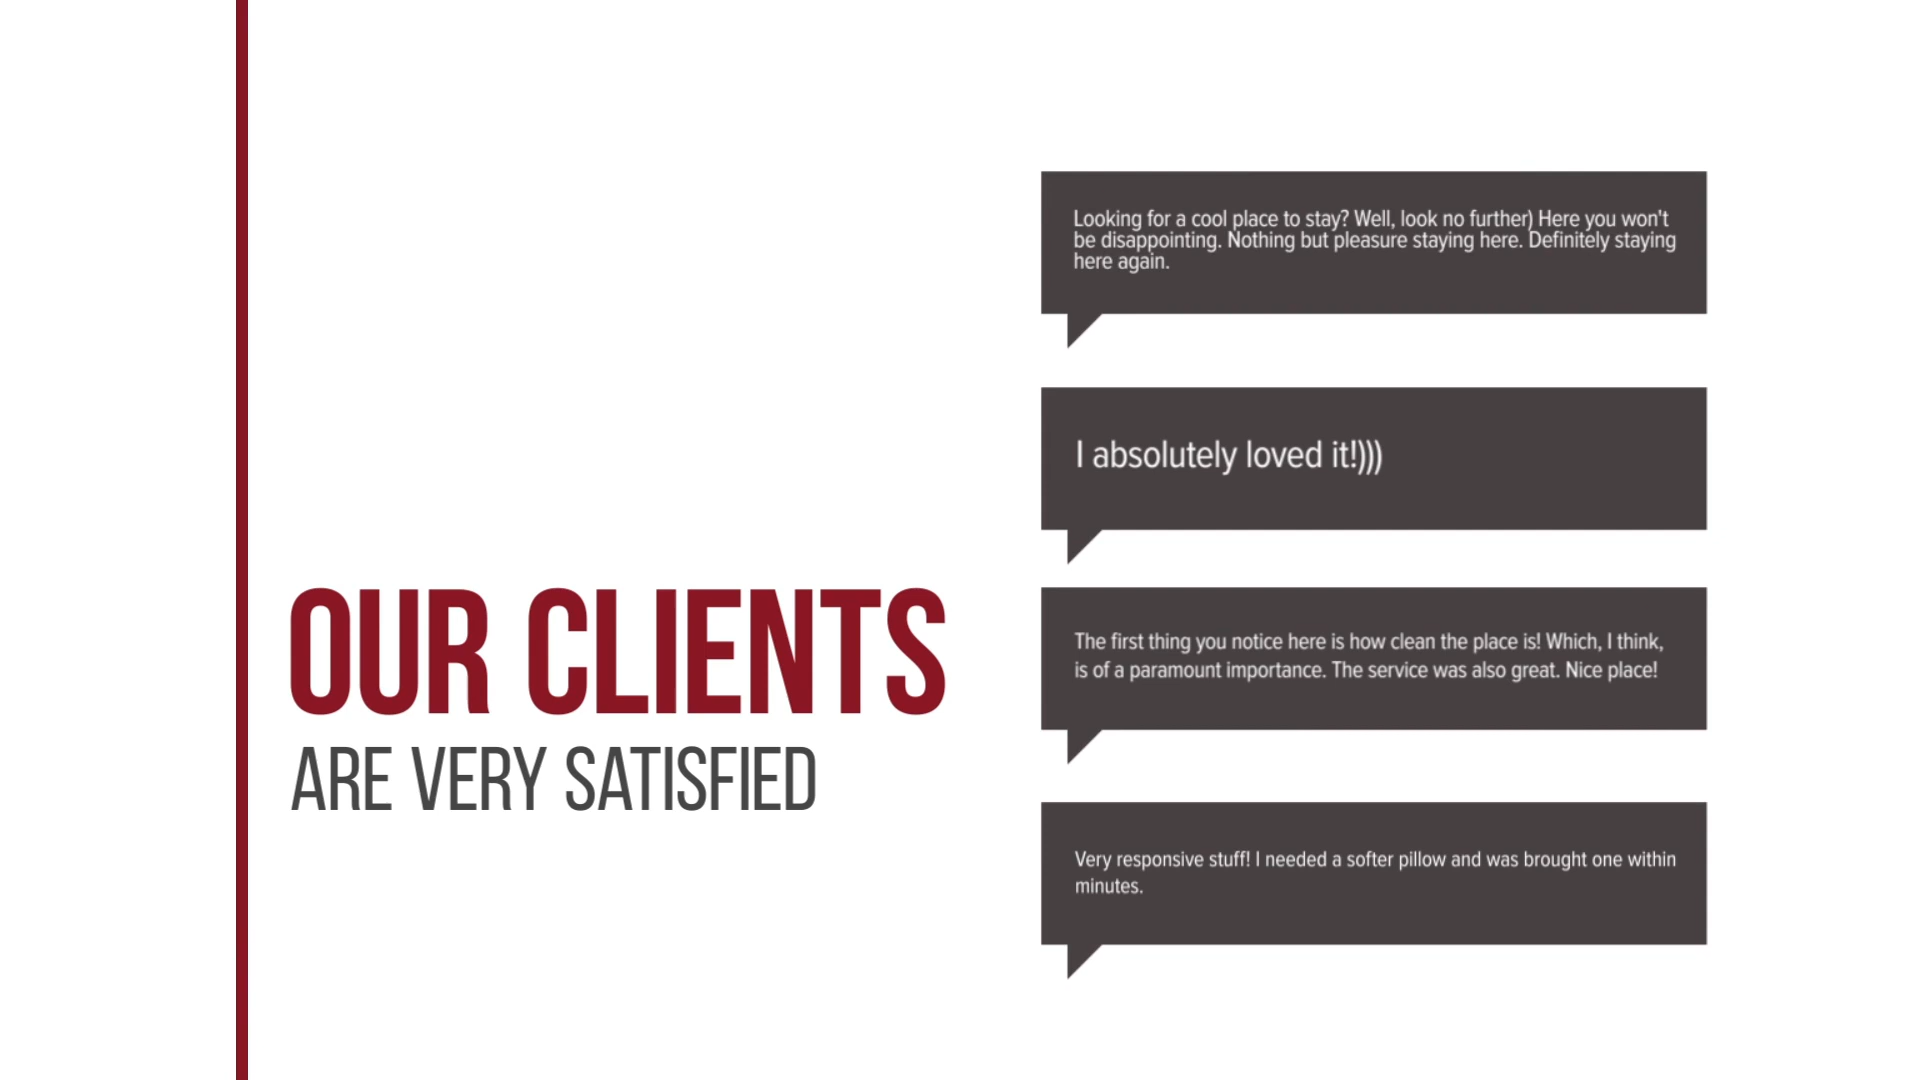 OUR CLIENTS
ARE VERY SATISFIED
Looking for a cool place to stay? Well, look no further) Here you won't
be disappointing. Nothing but pleasure staying here. Definitely staying
here again.
I absolutely loved it!)))
The first thing you notice here is how clean the place is! Which, I think,
is of a paramount importance. The service was also great. Nice place!
Very responsive stuff! I needed a softer pillow and was brought one within
minutes.